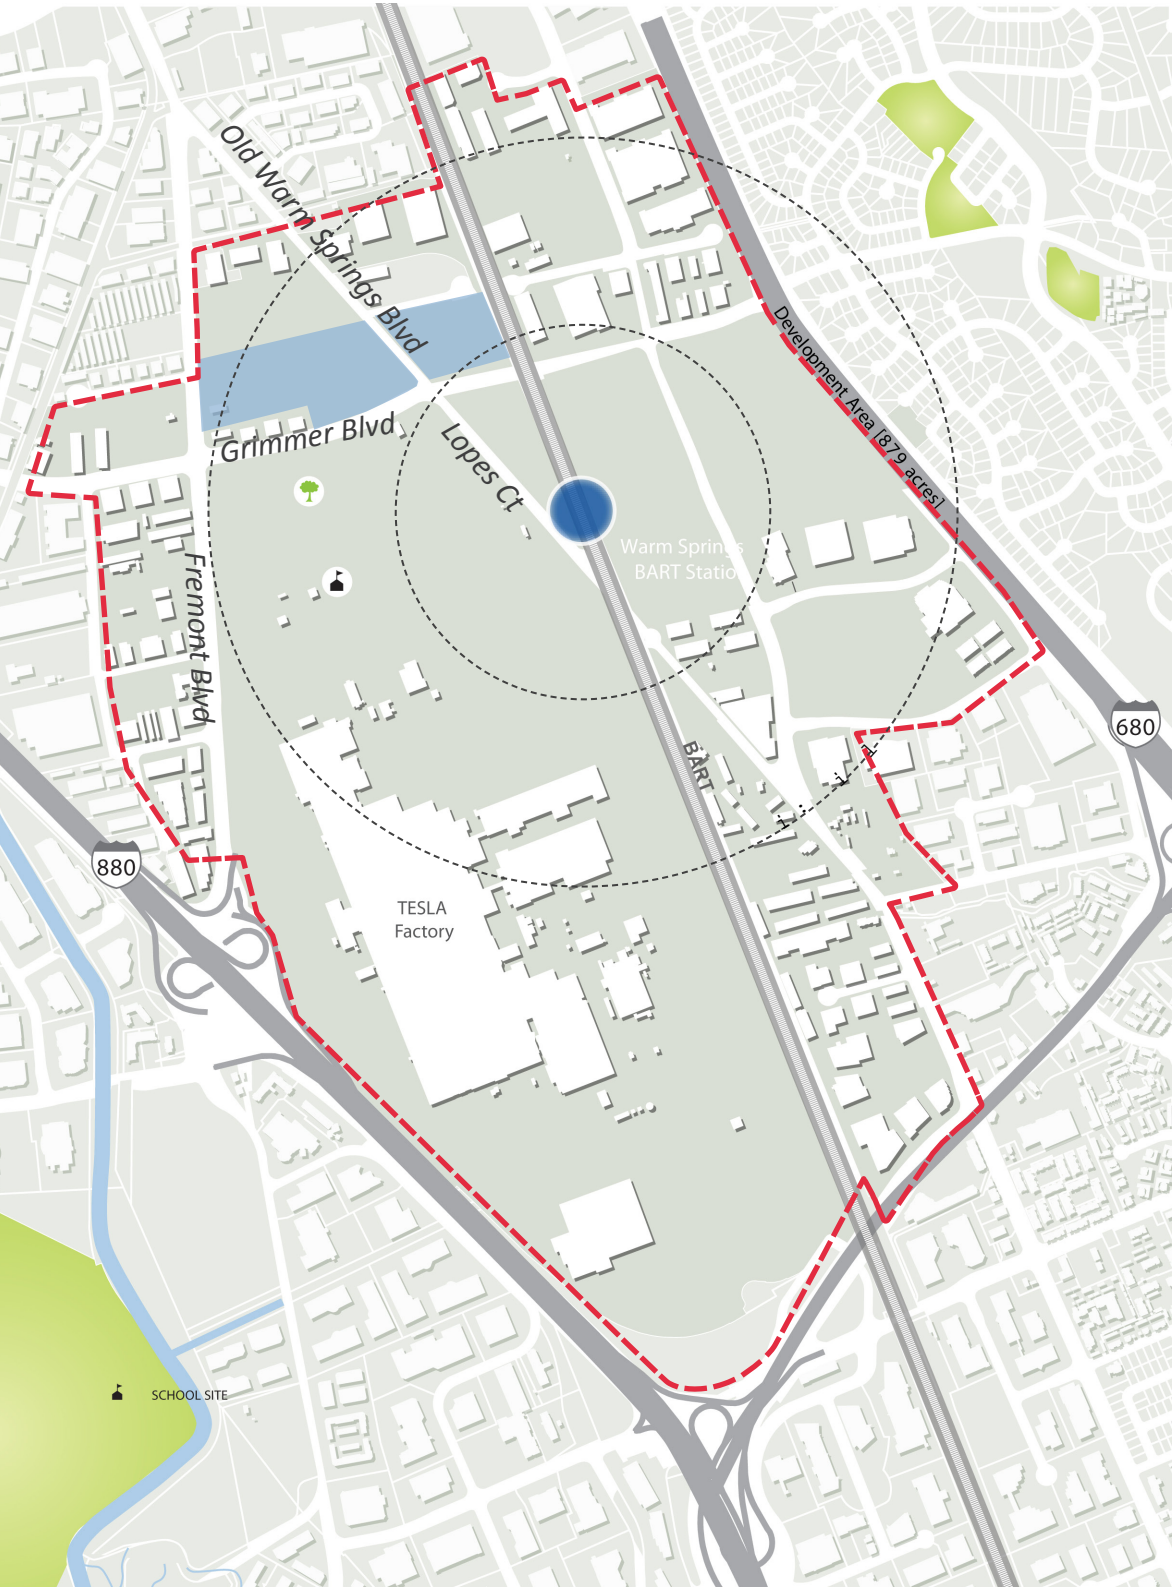 Old Warm Springs Blvd
Development Area [879 acres]
Grimmer Blvd
Lopes Ct
Warm Springs
BART Station
Fremont Blvd
680
BART
880
TESLA
Factory
SCHOOL SITE